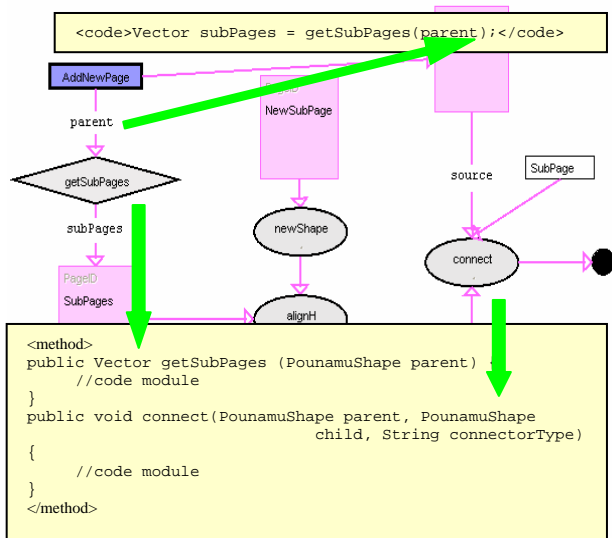 <code>Vector subPages = getSubPages(parent);</code>
AddNewPage
PageID
NewSubPage
parent
getSubPages
source
SubPage
subPages
newShape
connect
PageID
SubPages
alignH
<method>
public Vector getSubPages (PounamuShape parent) {
//code module
}
public void connect(PounamuShape parent, PounamuShape
child, String connectorType)
{
//code module
}
</method>